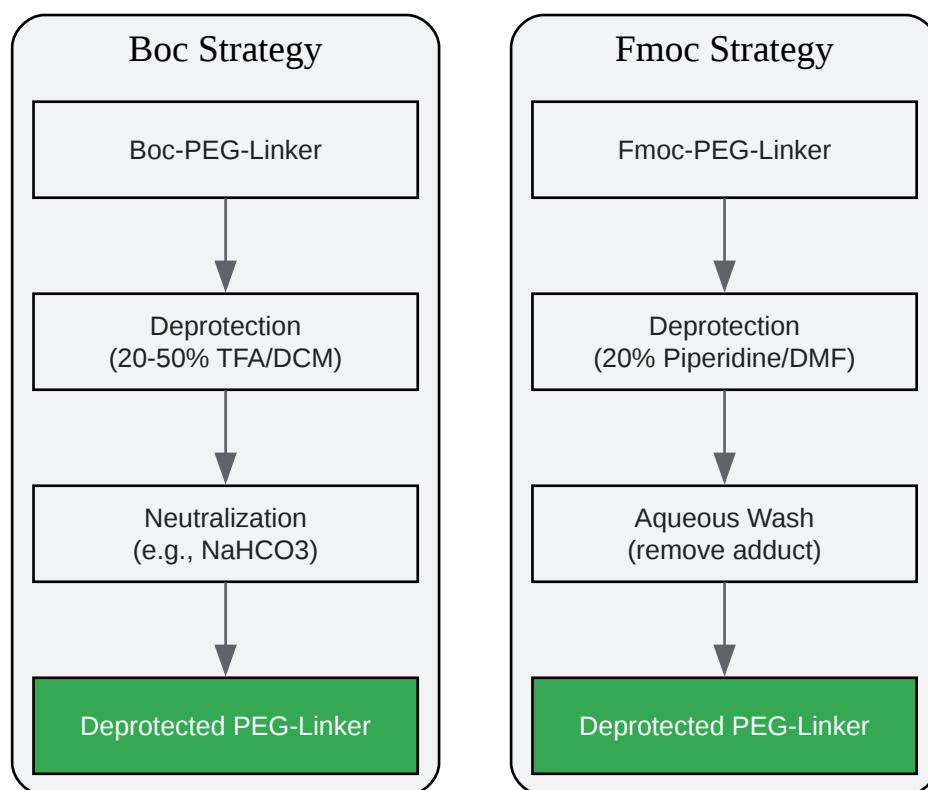 Boc Strategy
Boc-PEG-Linker
Deprotection
(20-50% TFA/DCM)
Neutralization
(e.g., NaHCO3)
Deprotected PEG-Linker
Fmoc Strategy
Fmoc-PEG-Linker
Deprotection
(20% Piperidine/DMF)
Aqueous Wash
(remove adduct)
Deprotected PEG-Linker